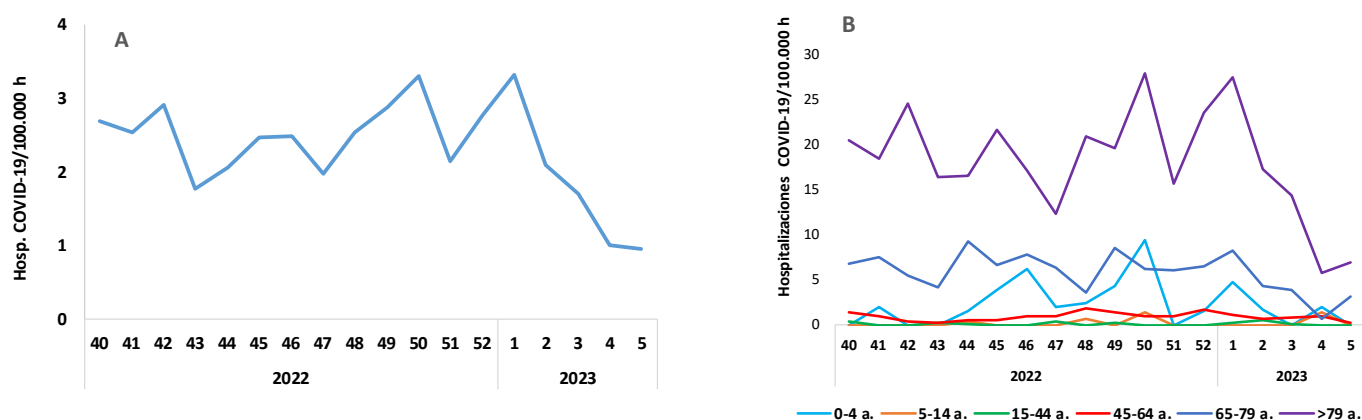 A
Hosp. COVID-19/100.000 h
4
3
2
1
0
40 41 42 43 44 45 46 47 48 49 50 51 52 1 2 3 4 5
2022 2023
B
Hospitalizaciones COVID-19/100.000 h
30
25
20
15
10
5
0
40 41 42 43 44 45 46 47 48 49 50 51 52 1 2 3 4 5
2022 2023
0-4 a. 5-14 a. 15-44 a. 45-64 a. 65-79 a. >79 a.